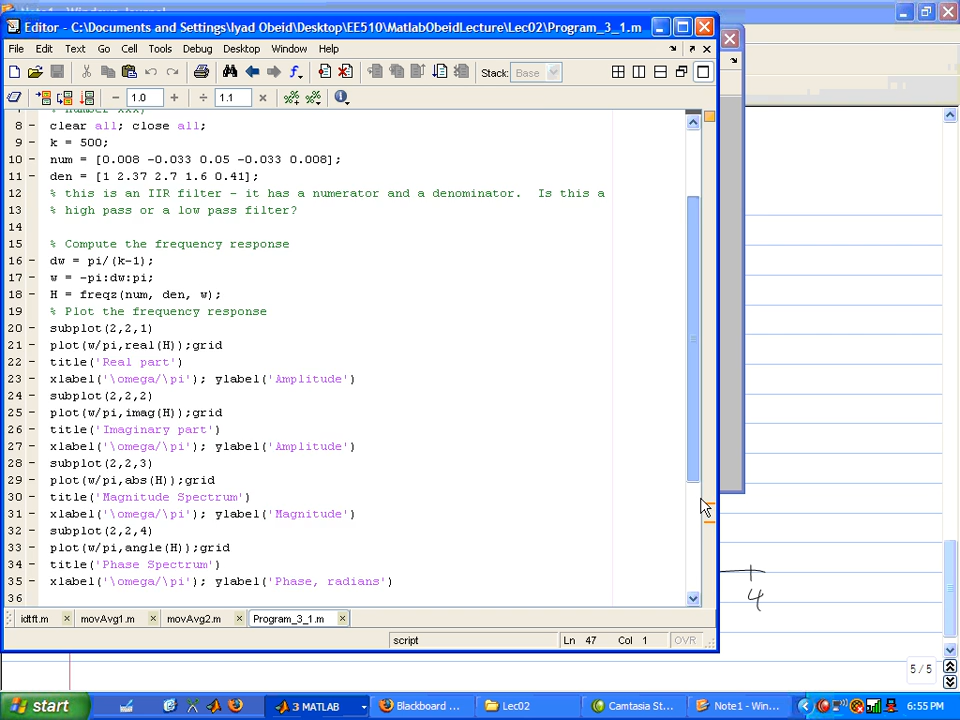 Editor - C:\Documents and Settings\Iyad Obeid\Desktop\EE510\MatlabObeidLecture\Lec02\Program_3_1.m
File Edit Text Go Cell Tools Debug Desktop Window Help
Stack: Base
1.0 1.1
8 clear all; close all;
9 k = 500;
10 num = [0.008 -0.033 0.05 -0.033 0.008];
11 den = [1 2.37 2.7 1.6 0.41];
12 % this is an IIR filter - it has a numerator and a denominator.  Is this a
13 % high pass or a low pass filter?
14
15 % Compute the frequency response
16 dw = pi/(k-1);
17 w = -pi:dw:pi;
18 H = freqz(num, den, w);
19 % Plot the frequency response
20 subplot(2,2,1)
21 plot(w/pi,real(H));grid
22 title('Real part')
23 xlabel('\omega/\pi'); ylabel('Amplitude')
24 subplot(2,2,2)
25 plot(w/pi,imag(H));grid
26 title('Imaginary part')
27 xlabel('\omega/\pi'); ylabel('Amplitude')
28 subplot(2,2,3)
29 plot(w/pi,abs(H));grid
30 title('Magnitude Spectrum')
31 xlabel('\omega/\pi'); ylabel('Magnitude')
32 subplot(2,2,4)
33 plot(w/pi,angle(H));grid
34 title('Phase Spectrum')
35 xlabel('\omega/\pi'); ylabel('Phase, radians')
36
4
idtft.m movAvg1.m movAvg2.m Program_3_1.m
script Ln 47 Col 1 OVR
5 / 5
start 3 MATLAB Blackboard ... Lec02 Camtasia St... Note1 - Win... 6:55 PM